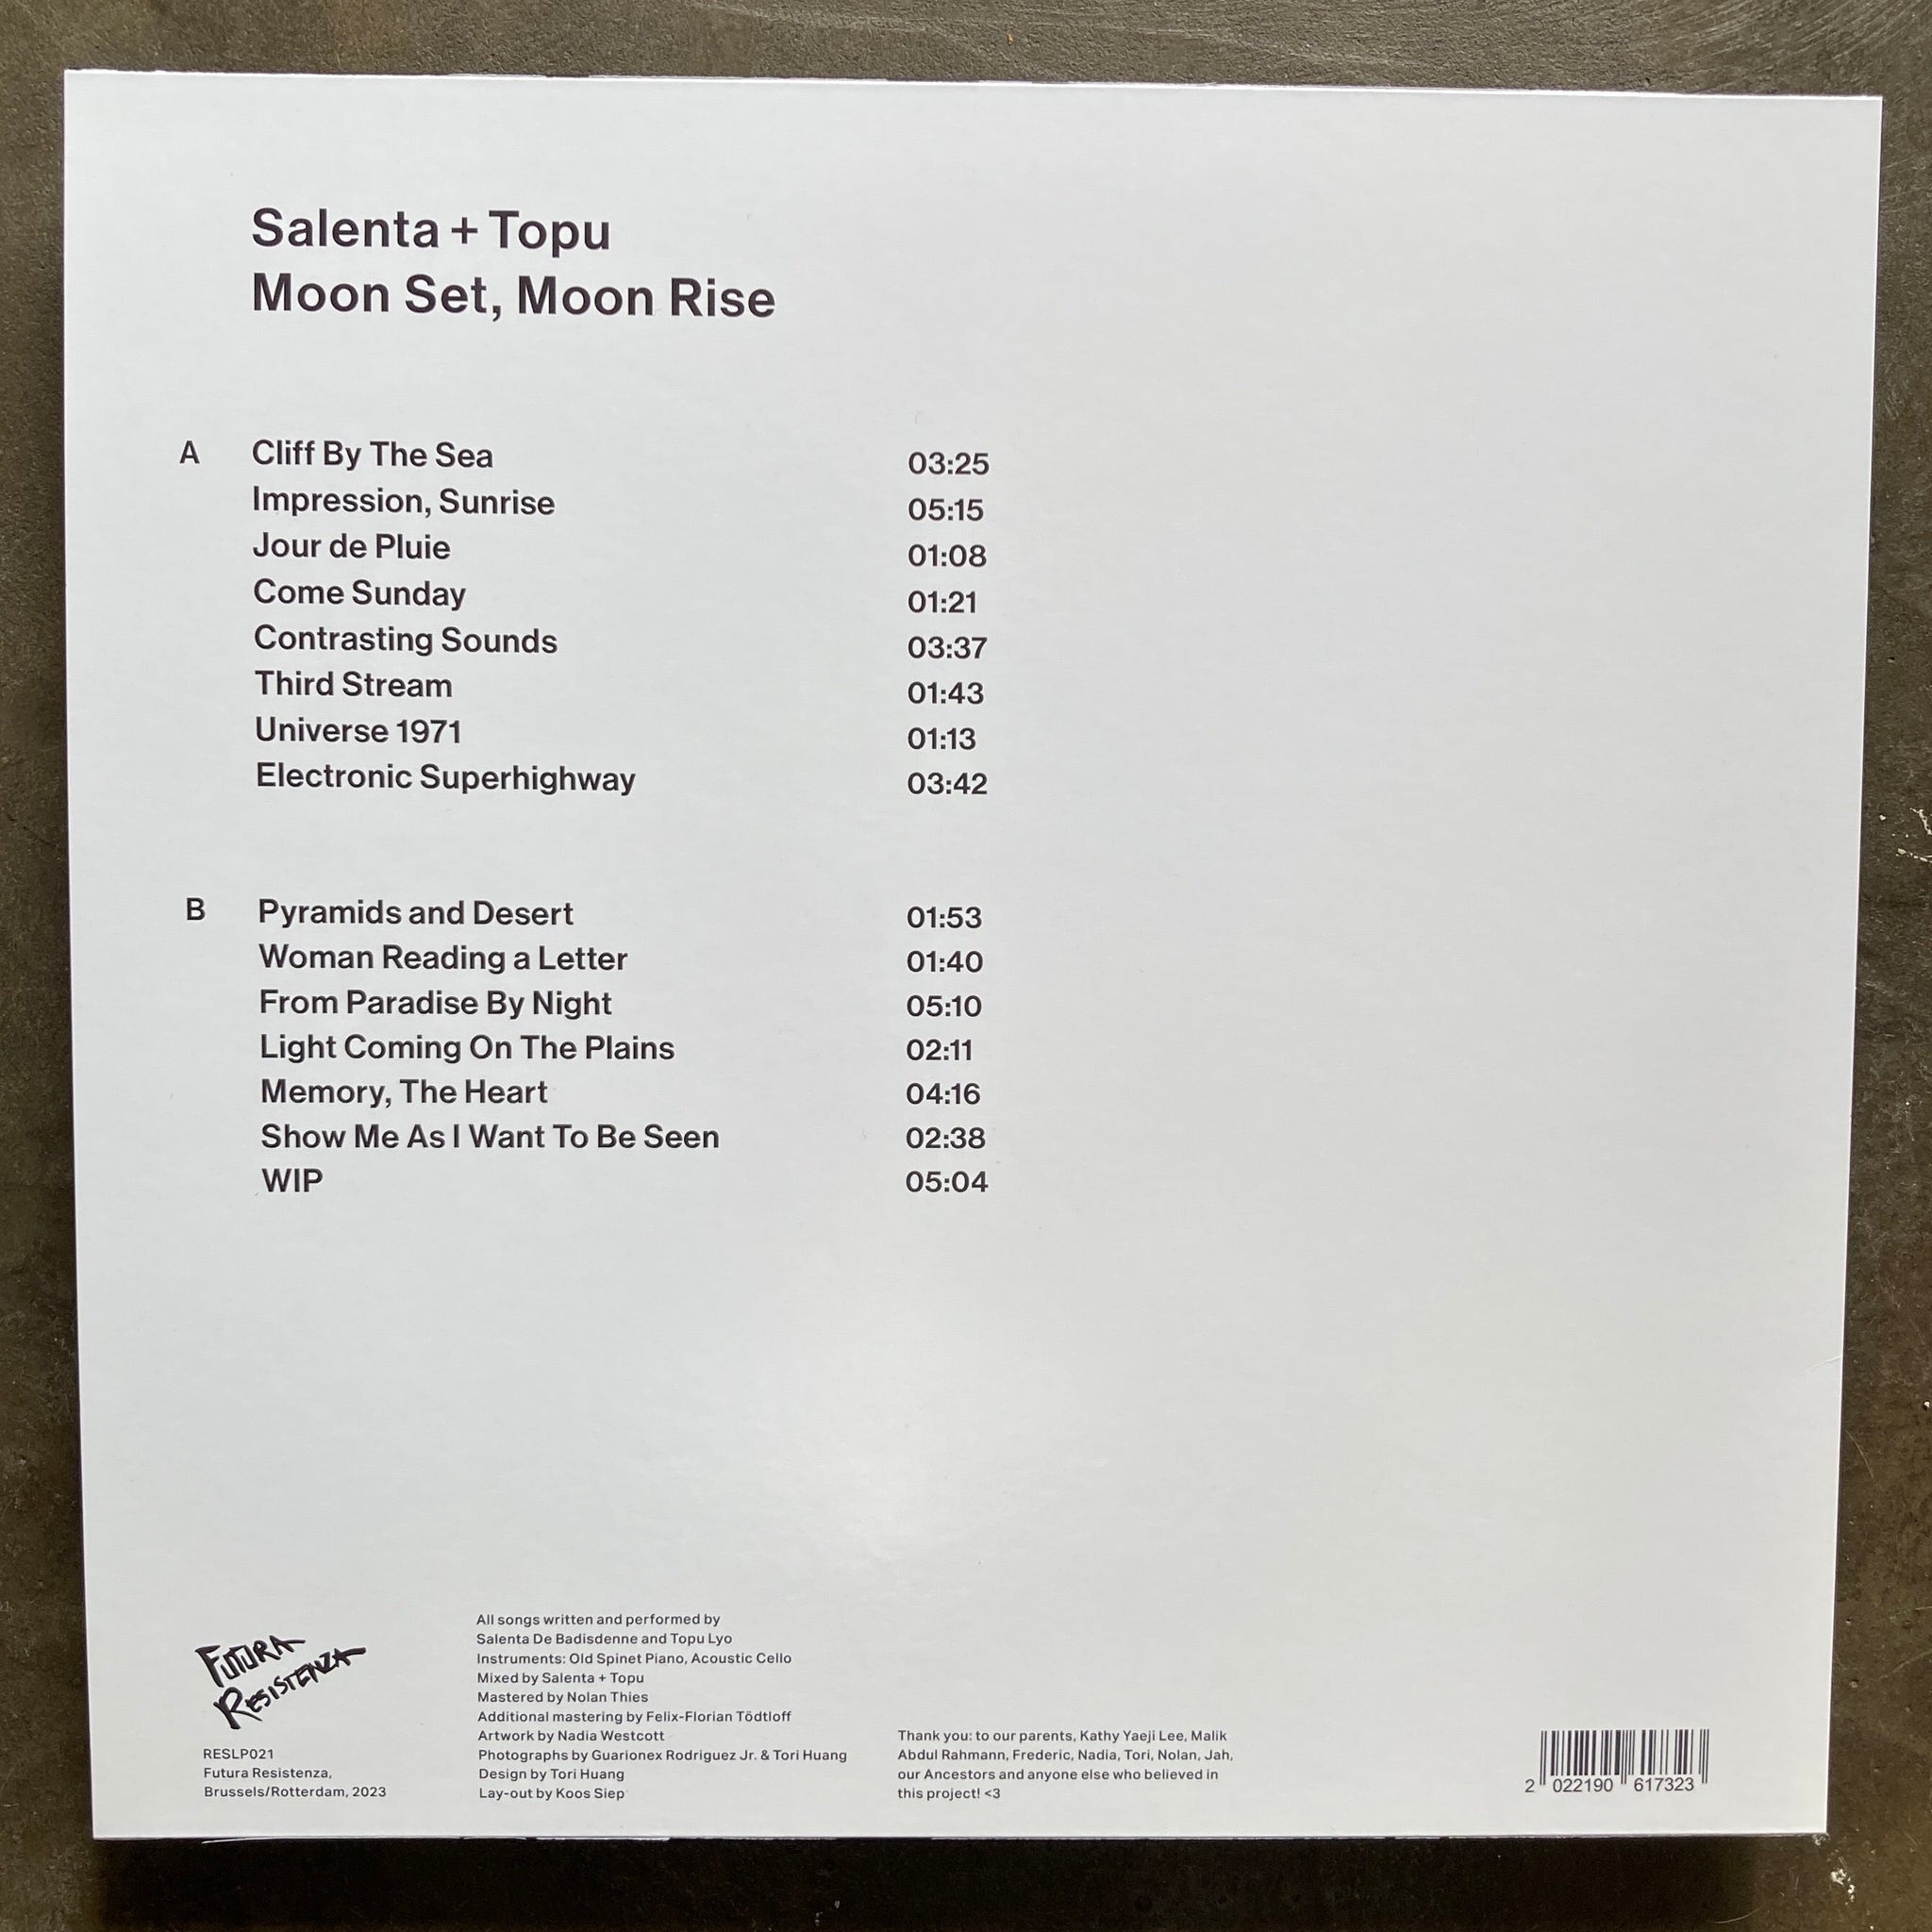 Salenta + Topu
Moon Set, Moon Rise
A Cliff By The Sea 03:25
Impression, Sunrise 05:15
Jour de Pluie 01:08
Come Sunday 01:21
Contrasting Sounds 03:37
Third Stream 01:43
Universe 1971 01:13
Electronic Superhighway 03:42
B Pyramids and Desert 01:53
Woman Reading a Letter 01:40
From Paradise By Night 05:10
Light Coming On The Plains 02:11
Memory, The Heart 04:16
Show Me As I Want To Be Seen 02:38
WIP 05:04
FUTURA
RESISTENZA
RESLP021
Futura Resistenza,
Brussels/Rotterdam, 2023
All songs written and performed by
Salenta De Badisdenne and Topu Lyo
Instruments: Old Spinet Piano, Acoustic Cello
Mixed by Salenta + Topu
Mastered by Nolan Thies
Additional mastering by Felix-Florian Tödtloff
Artwork by Nadia Westcott
Photographs by Guarionex Rodriguez Jr. & Tori Huang
Design by Tori Huang
Lay-out by Koos Siep
Thank you: to our parents, Kathy Yaeji Lee, Malik
Abdul Rahmann, Frederic, Nadia, Tori, Nolan, Jah,
our Ancestors and anyone else who believed in
this project! <3
2 022190 617323